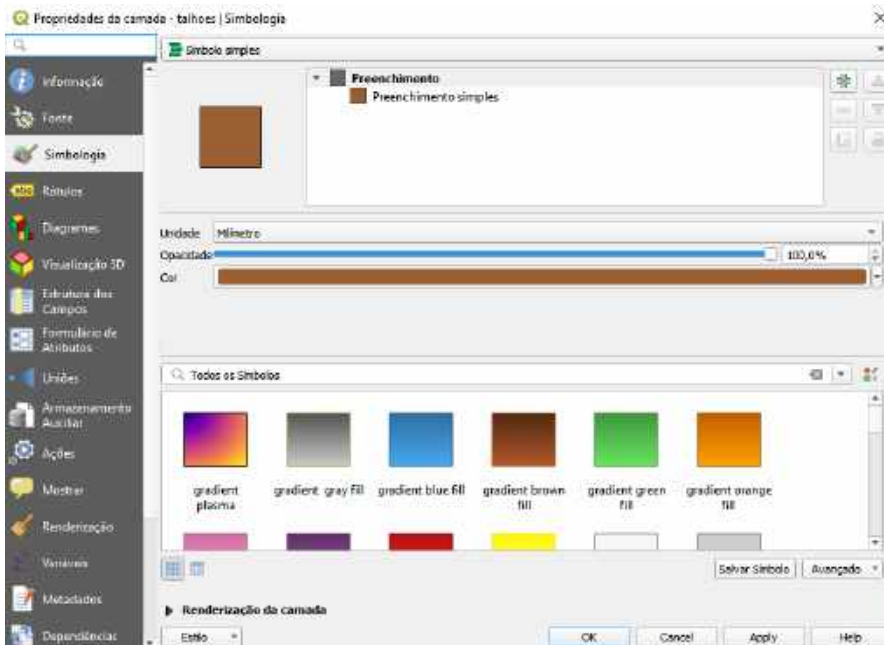 Propriedades da camada - talhoes | Simbologia
Símbolo simples
Informação
Fonte
Simbologia
Rótulos
Diagramas
Visualização 3D
Estrutura dos
Campos
Formulário de
Atributos
Uniões
Armazenamento
Auxiliar
Ações
Mostrar
Renderização
Variáveis
Metadados
Dependências
Preenchimento
Preenchimento simples
Unidade
Milímetro
Opacidade
100,0%
Cor
Todos os Símbolos
gradient
plasma
gradient gray fill
gradient blue fill
gradient brown
fill
gradient green
fill
gradient orange
fill
Salvar Símbolo
Avançado
Renderização da camada
Estilo
OK
Cancel
Apply
Help